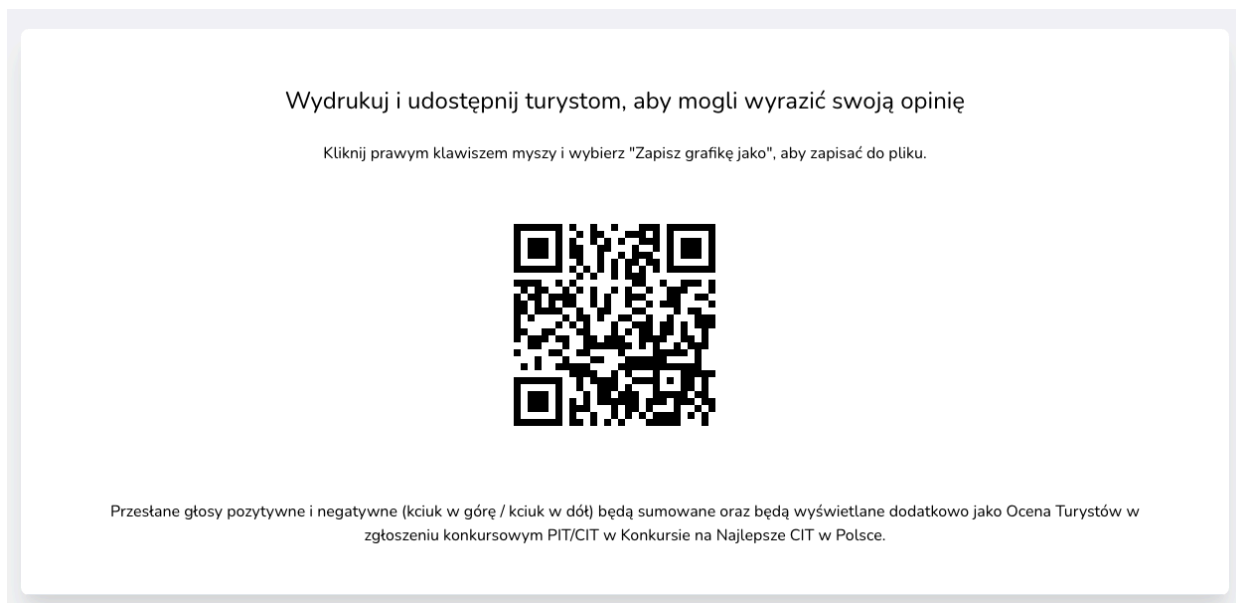 Wydrukuj i udostępnij turystom, aby mogli wyrazić swoją opinię
Kliknij prawym klawiszem myszy i wybierz "Zapisz grafikę jako", aby zapisać do pliku.
Przesłane głosy pozytywne i negatywne (kciuk w górę / kciuk w dół) będą sumowane oraz będą wyświetlane dodatkowo jako Ocena Turystów w
zgłoszeniu konkursowym PIT/CIT w Konkursie na Najlepsze CIT w Polsce.